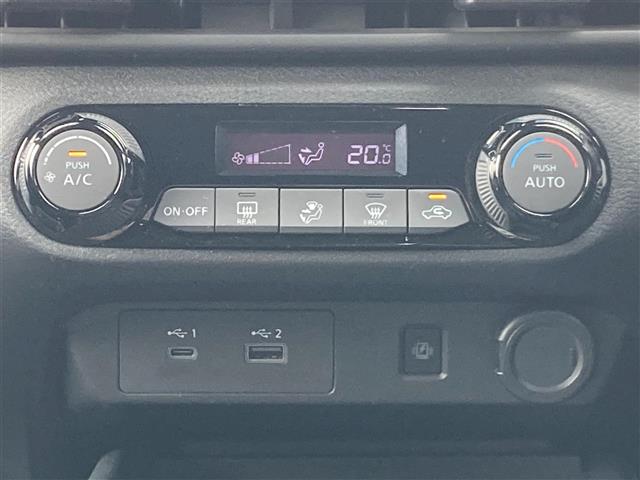 20.0 °C
PUSH
A/C
PUSH
AUTO
ON·OFF
REAR
FRONT
1
2